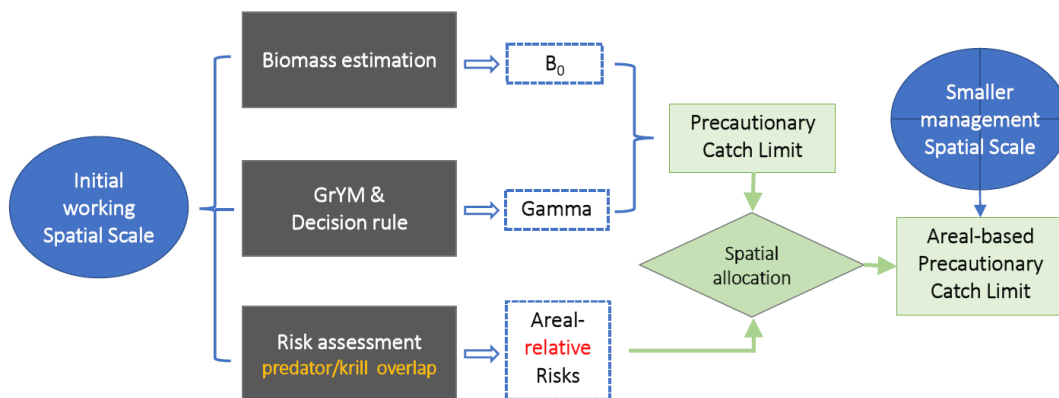 Initial
working
Spatial Scale
Biomass estimation
B₀
GrYM &
Decision rule
Gamma
Risk assessment
predator/krill overlap
Areal-
relative
Risks
Precautionary
Catch Limit
Spatial
allocation
Smaller
management
Spatial Scale
Areal-based
Precautionary
Catch Limit